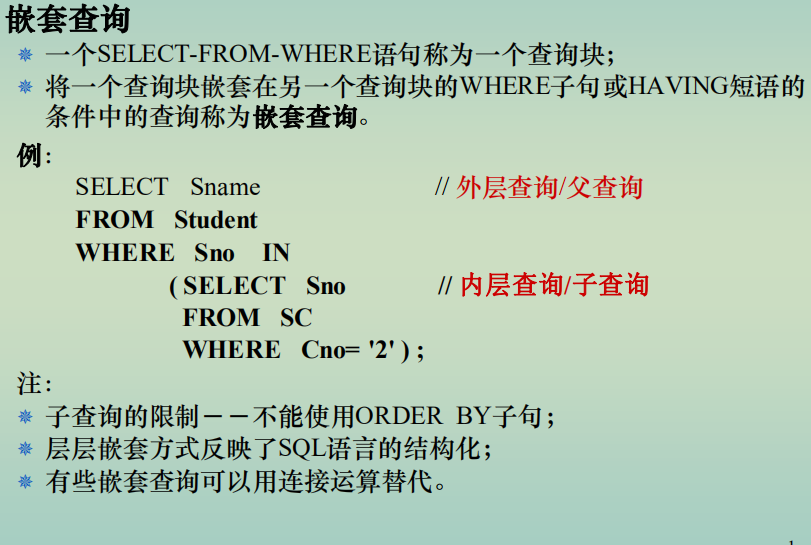 嵌套查询
一个SELECT-FROM-WHERE语句称为一个查询块；
将一个查询块嵌套在另一个查询块的WHERE子句或HAVING短语的
条件中的查询称为嵌套查询。
例：
SELECT Sname // 外层查询/父查询
FROM Student
WHERE Sno IN
( SELECT Sno // 内层查询/子查询
FROM SC
WHERE Cno= '2' ) ;
注：
子查询的限制－－不能使用ORDER BY子句；
层层嵌套方式反映了SQL语言的结构化；
有些嵌套查询可以用连接运算替代。
1